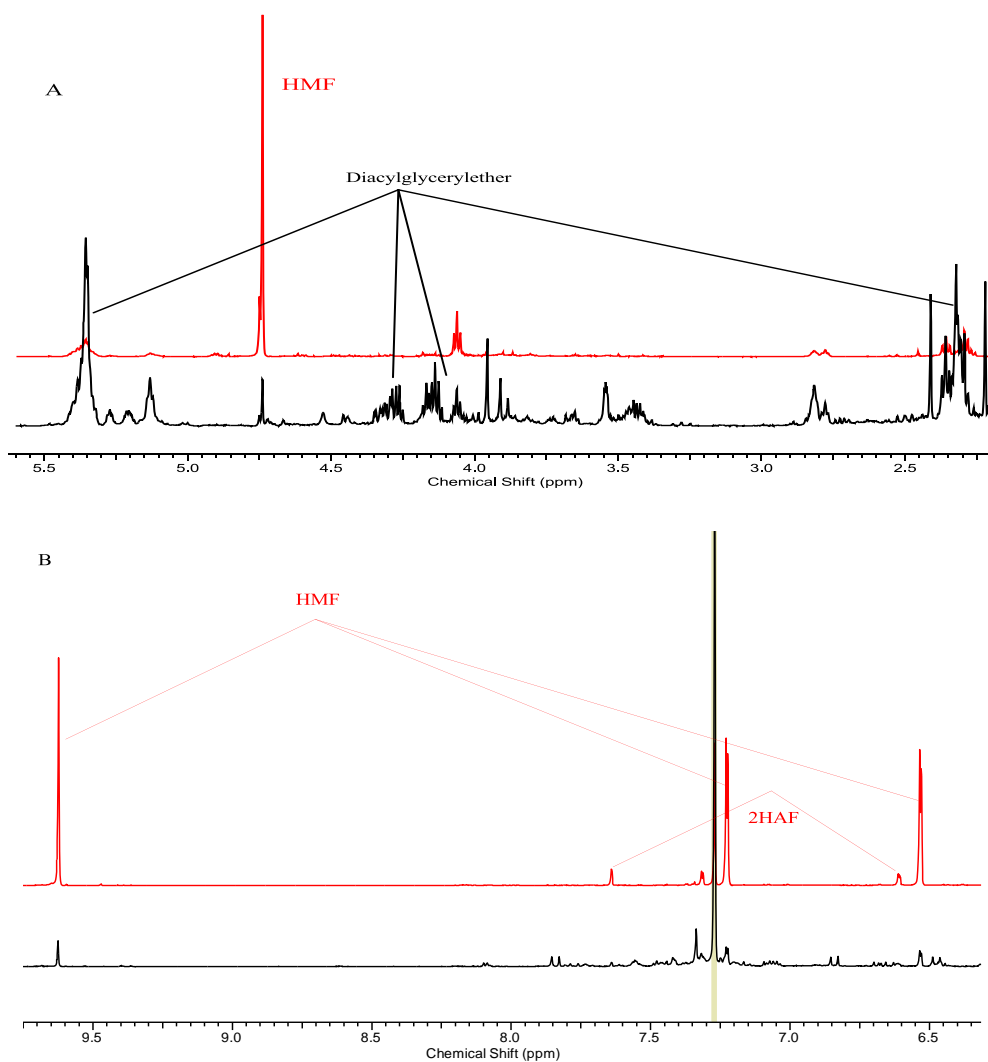 A
HMF
Diacylglycerylether
5.5 5.0 4.5 4.0 3.5 3.0 2.5
Chemical Shift (ppm)
B
HMF
2HAF
9.5 9.0 8.5 8.0 7.5 7.0 6.5
Chemical Shift (ppm)